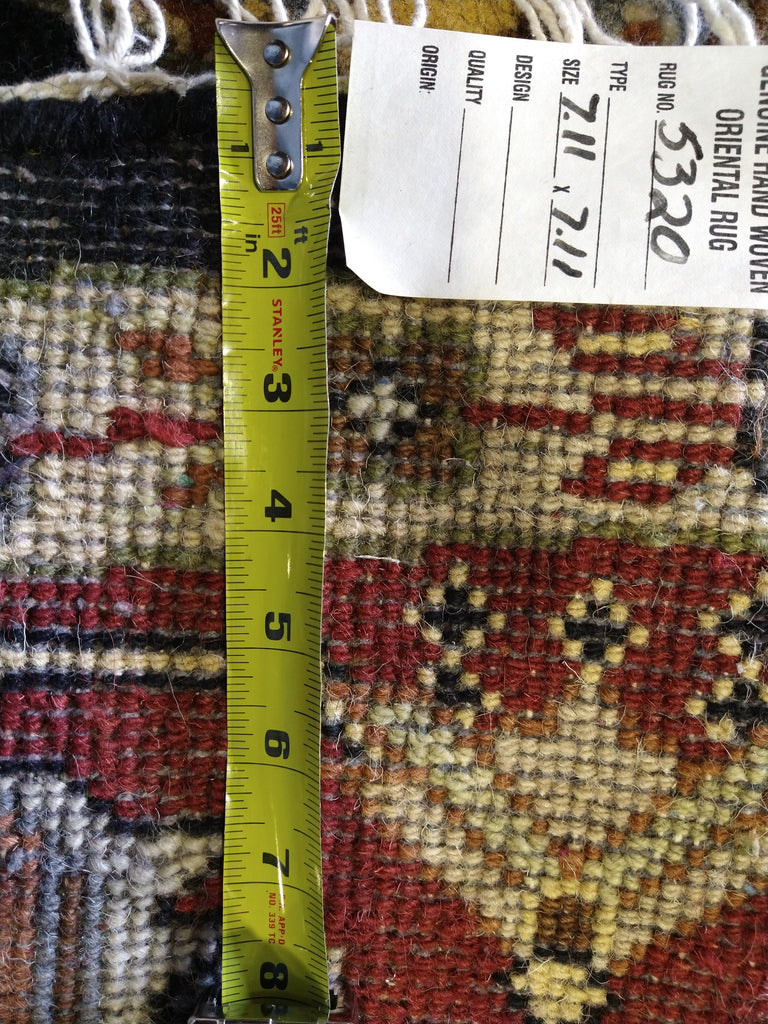 GENUINE HAND WOVEN
ORIENTAL RUG
RUG NO. 5320
TYPE
SIZE 7.11 x 7.11
DESIGN
QUALITY
ORIGIN:
1 1
25ft
ft
in
2
STANLEY®
3
4
5
6
7
APP'D
NO. 339 TC
8